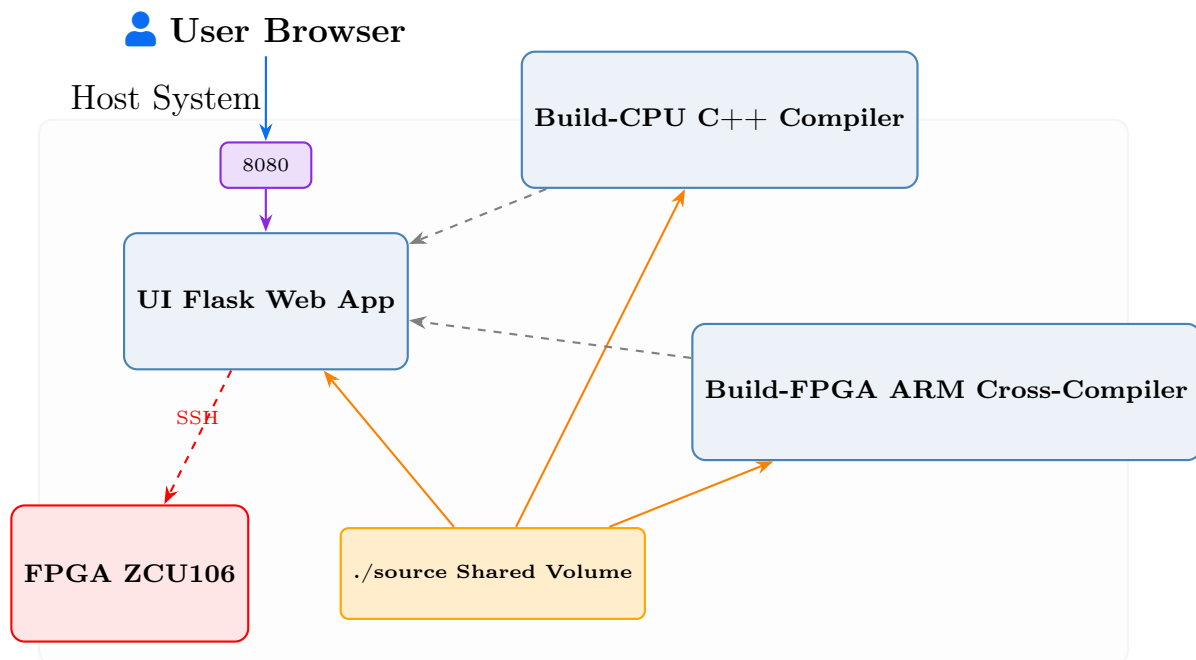 User Browser
Host System
Build-CPU C++ Compiler
8080
UI Flask Web App
Build-FPGA ARM Cross-Compiler
SSH
FPGA ZCU106
./source Shared Volume